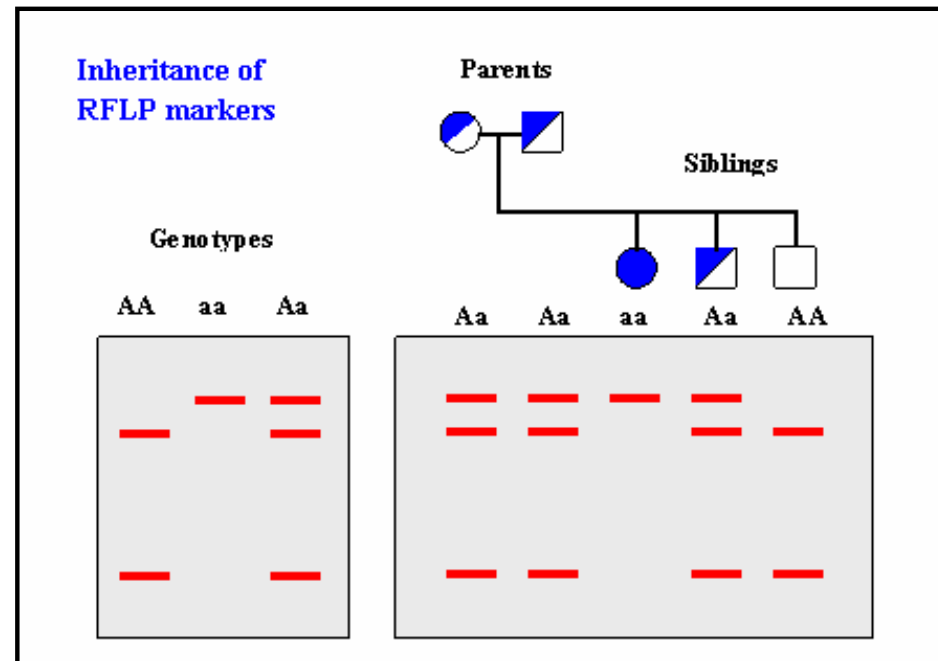 Inheritance of
RFLP markers
Parents
Siblings
Genotypes
AA aa Aa
Aa Aa aa Aa AA